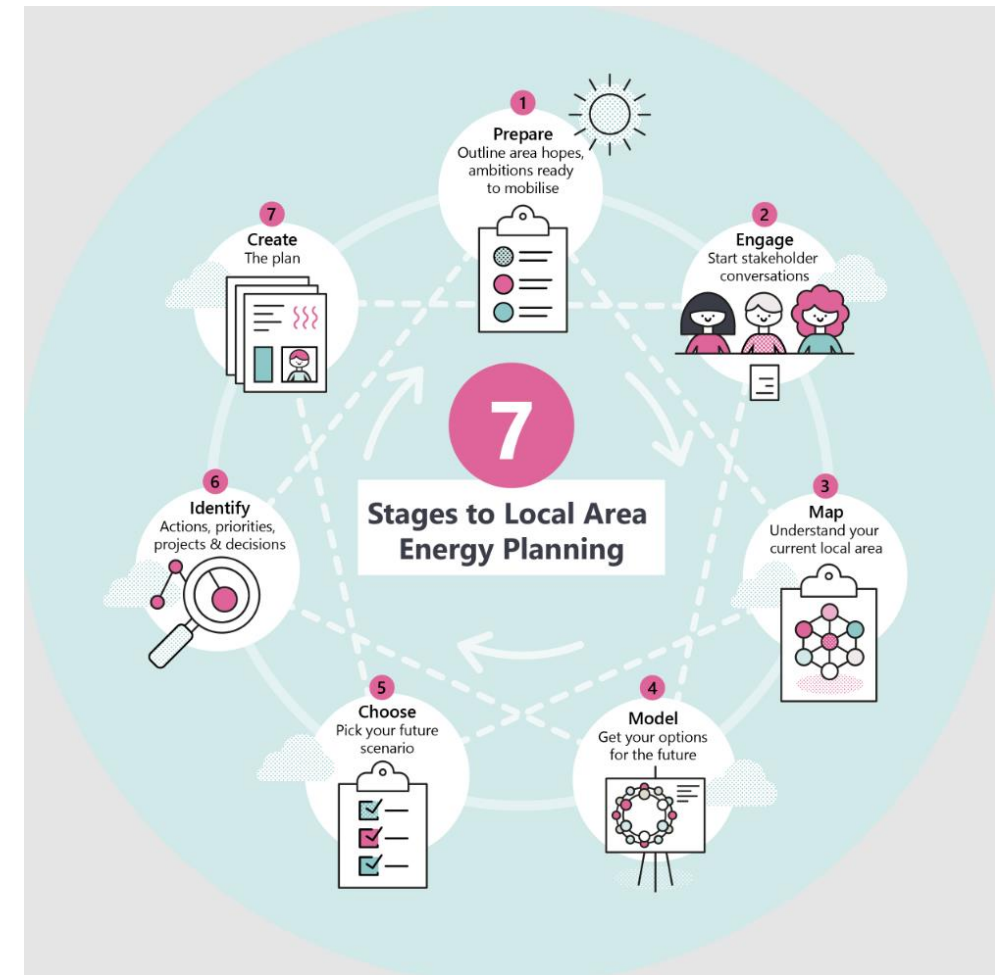 1
Prepare
Outline area hopes,
ambitions ready
to mobilise
2
Engage
Start stakeholder
conversations
3
Map
Understand your
current local area
4
Model
Get your options
for the future
5
Choose
Pick your future
scenario
6
Identify
Actions, priorities,
projects & decisions
7
Create
The plan
7
Stages to Local Area
Energy Planning